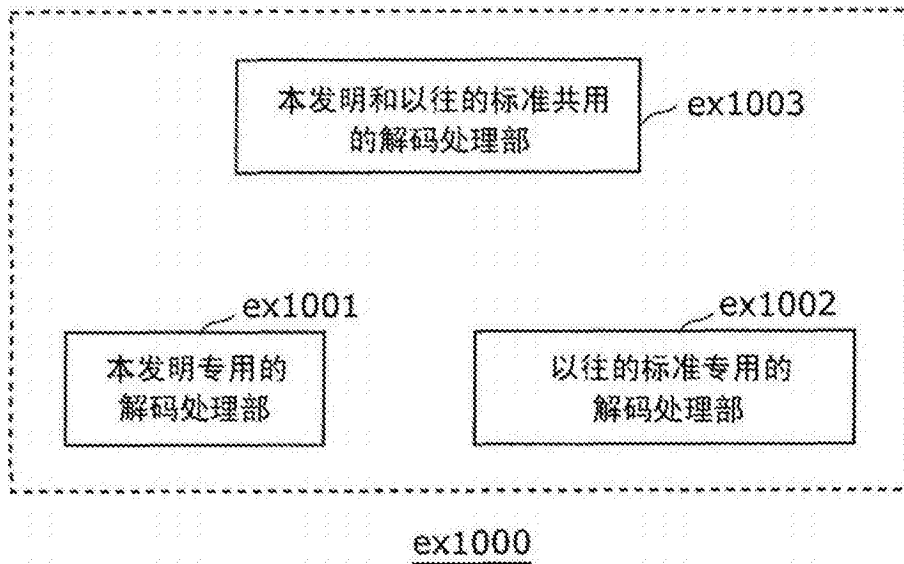 本发明和以往的标准共用
的解码处理部
ex1003
ex1001
ex1002
本发明专用的
解码处理部
以往的标准专用的
解码处理部
ex1000